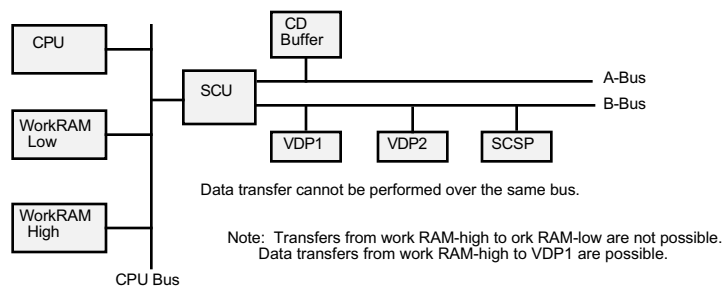 CD
Buffer
CPU
SCU
A-Bus
B-Bus
WorkRAM
Low
VDP1
VDP2
SCSP
Data transfer cannot be performed over the same bus.
WorkRAM
High
Note: Transfers from work RAM-high to ork RAM-low are not possible.
Data transfers from work RAM-high to VDP1 are possible.
CPU Bus